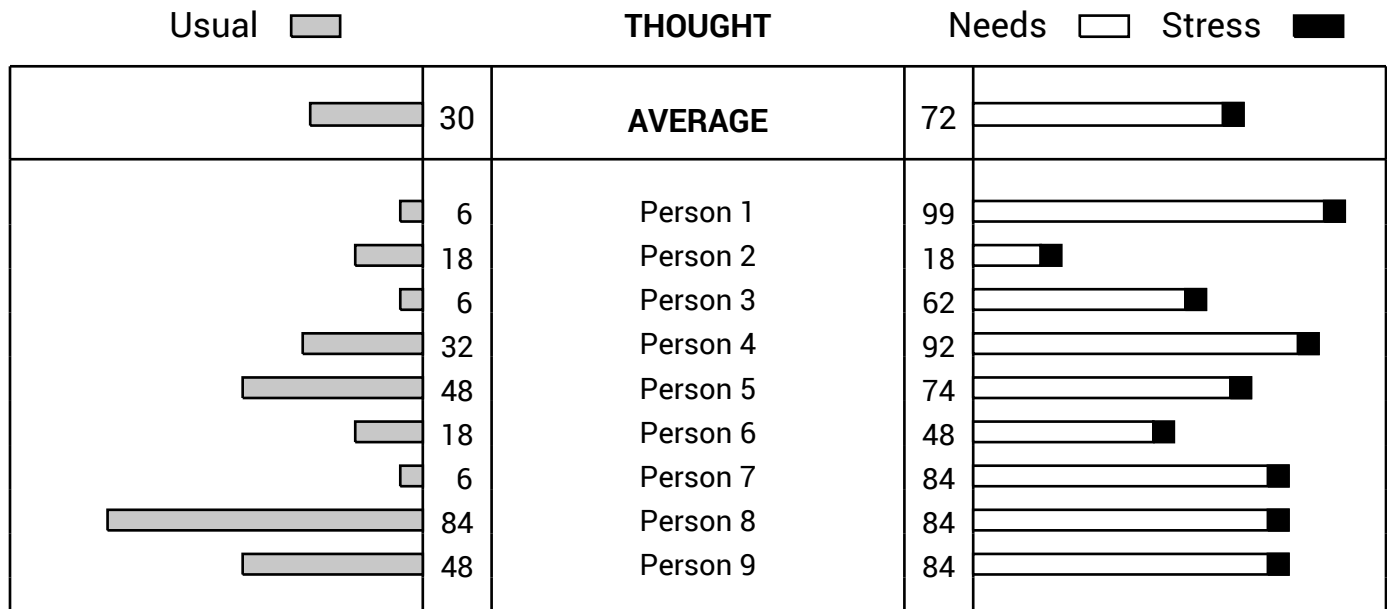 Usual THOUGHT Needs Stress
30 AVERAGE 72
6 Person 1 99
18 Person 2 18
6 Person 3 62
32 Person 4 92
48 Person 5 74
18 Person 6 48
6 Person 7 84
84 Person 8 84
48 Person 9 84